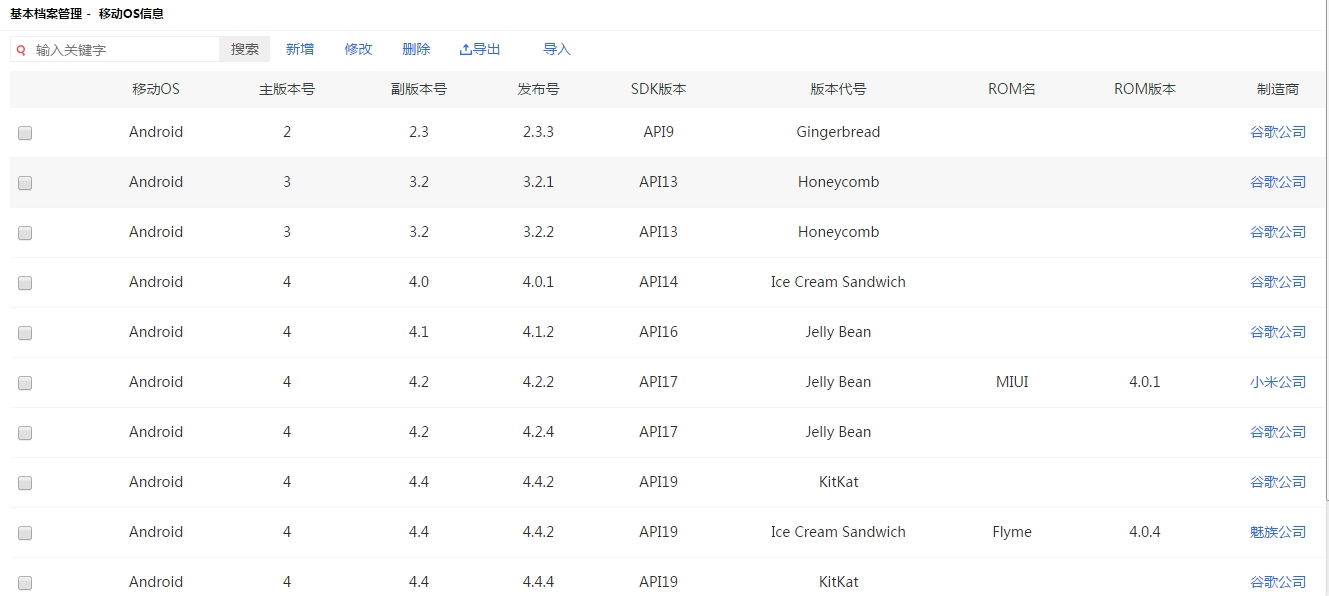 基本档案管理 - 移动OS信息
输入关键字 搜索 新增 修改 删除 导出 导入
移动OS 主版本号 副版本号 发布号 SDK版本 版本代号 ROM名 ROM版本 制造商
Android 2 2.3 2.3.3 API9 Gingerbread 谷歌公司
Android 3 3.2 3.2.1 API13 Honeycomb 谷歌公司
Android 3 3.2 3.2.2 API13 Honeycomb 谷歌公司
Android 4 4.0 4.0.1 API14 Ice Cream Sandwich 谷歌公司
Android 4 4.1 4.1.2 API16 Jelly Bean 谷歌公司
Android 4 4.2 4.2.2 API17 Jelly Bean MIUI 4.0.1 小米公司
Android 4 4.2 4.2.4 API17 Jelly Bean 谷歌公司
Android 4 4.4 4.4.2 API19 KitKat 谷歌公司
Android 4 4.4 4.4.2 API19 Ice Cream Sandwich Flyme 4.0.4 魅族公司
Android 4 4.4 4.4.4 API19 KitKat 谷歌公司